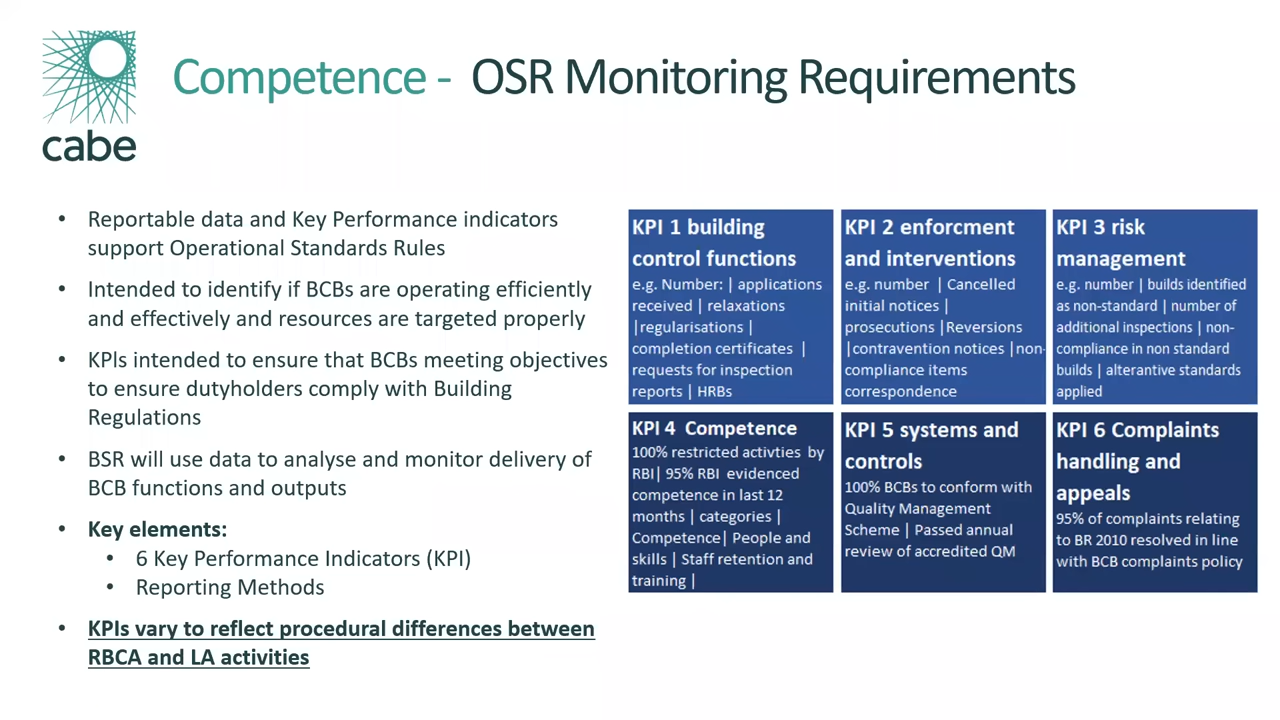 cabe
Competence - OSR Monitoring Requirements
• Reportable data and Key Performance indicators
support Operational Standards Rules
• Intended to identify if BCBs are operating efficiently
and effectively and resources are targeted properly
• KPIs intended to ensure that BCBs meeting objectives
to ensure dutyholders comply with Building
Regulations
• BSR will use data to analyse and monitor delivery of
BCB functions and outputs
• Key elements:
• 6 Key Performance Indicators (KPI)
• Reporting Methods
• KPIs vary to reflect procedural differences between
RBCA and LA activities
KPI 1 building
control functions
e.g. Number: | applications
received | relaxations
|regularisations |
completion certificates |
requests for inspection
reports | HRBs
KPI 2 enforcment
and interventions
e.g. number | Cancelled
initial notices |
prosecutions |Reversions
|contravention notices |non-
compliance items
correspondence
KPI 3 risk
management
e.g. number | builds identified
as non-standard | number of
additional inspections | non-
compliance in non standard
builds | alterantive standards
applied
KPI 4 Competence
100% restricted activties by
RBI| 95% RBI evidenced
competence in last 12
months | categories |
Competence| People and
skills | Staff retention and
training |
KPI 5 systems and
controls
100% BCBs to conform with
Quality Management
Scheme | Passed annual
review of accredited QM
KPI 6 Complaints
handling and
appeals
95% of complaints relating
to BR 2010 resolved in line
with BCB complaints policy